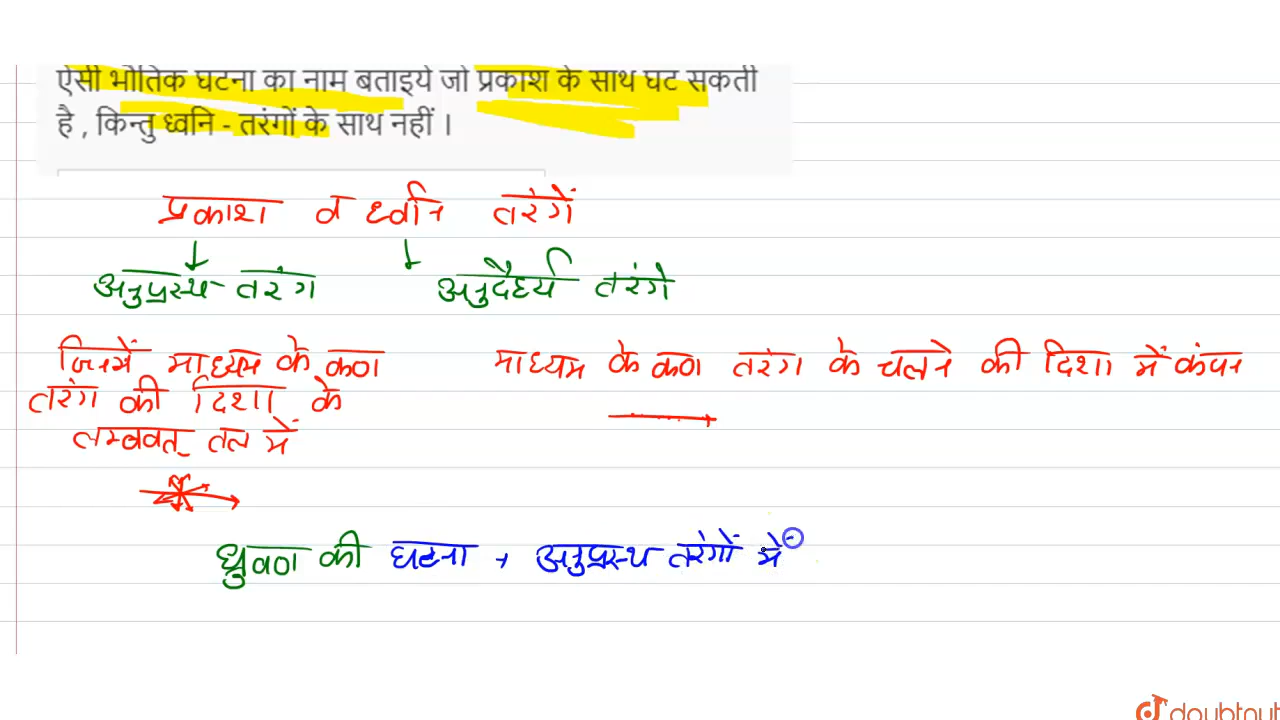 ऐसी भौतिक घटना का नाम बताइये जो प्रकाश के साथ घट सकती
है , किन्तु ध्वनि - तरंगों के साथ नहीं ।
प्रकाश व ध्वनि तरंगें
अनुप्रस्थ तरंग अनुदैर्ध्य तरंगे
जिनमें माध्यम के कण माध्यम के कण तरंग के चलने की दिशा में कंपन
तरंग की दिशा के
लम्बवत् तल में
ध्रुवण की घटना , अनुप्रस्थ तरंगों में
doubtnut